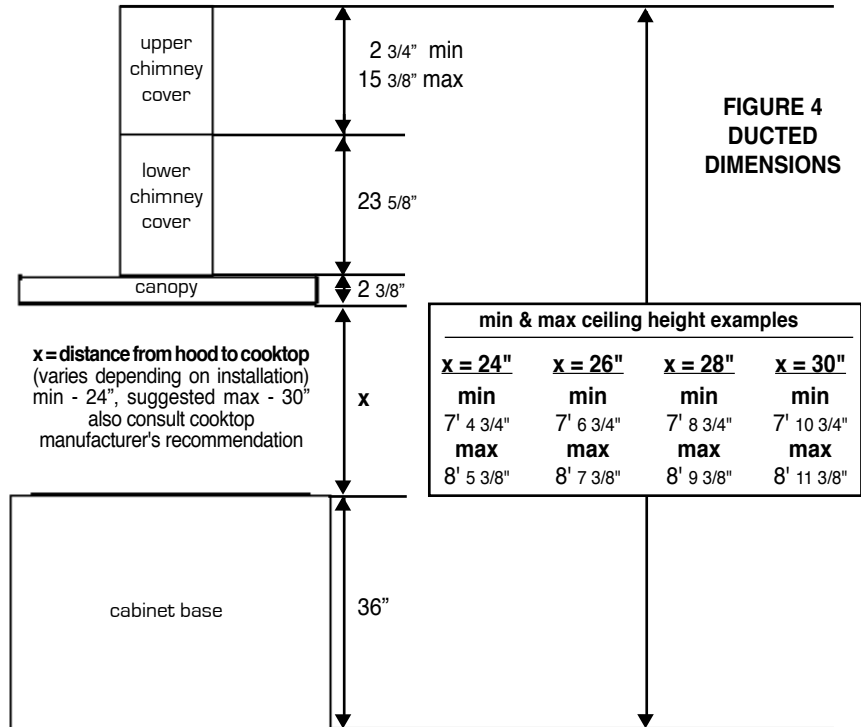 upper
chimney
cover
2 3/4” min
15 3/8” max
FIGURE 4
DUCTED
DIMENSIONS
lower
chimney
cover
23 5/8”
canopy
2 3/8”
x = distance from hood to cooktop
(varies depending on installation)
min - 24”, suggested max - 30”
also consult cooktop
manufacturer's recommendation
x
min & max ceiling height examples
x = 24" x = 26" x = 28" x = 30"
min min min min
7' 4 3/4" 7' 6 3/4" 7' 8 3/4" 7' 10 3/4"
max max max max
8' 5 3/8" 8' 7 3/8" 8' 9 3/8" 8' 11 3/8"
cabinet base
36”